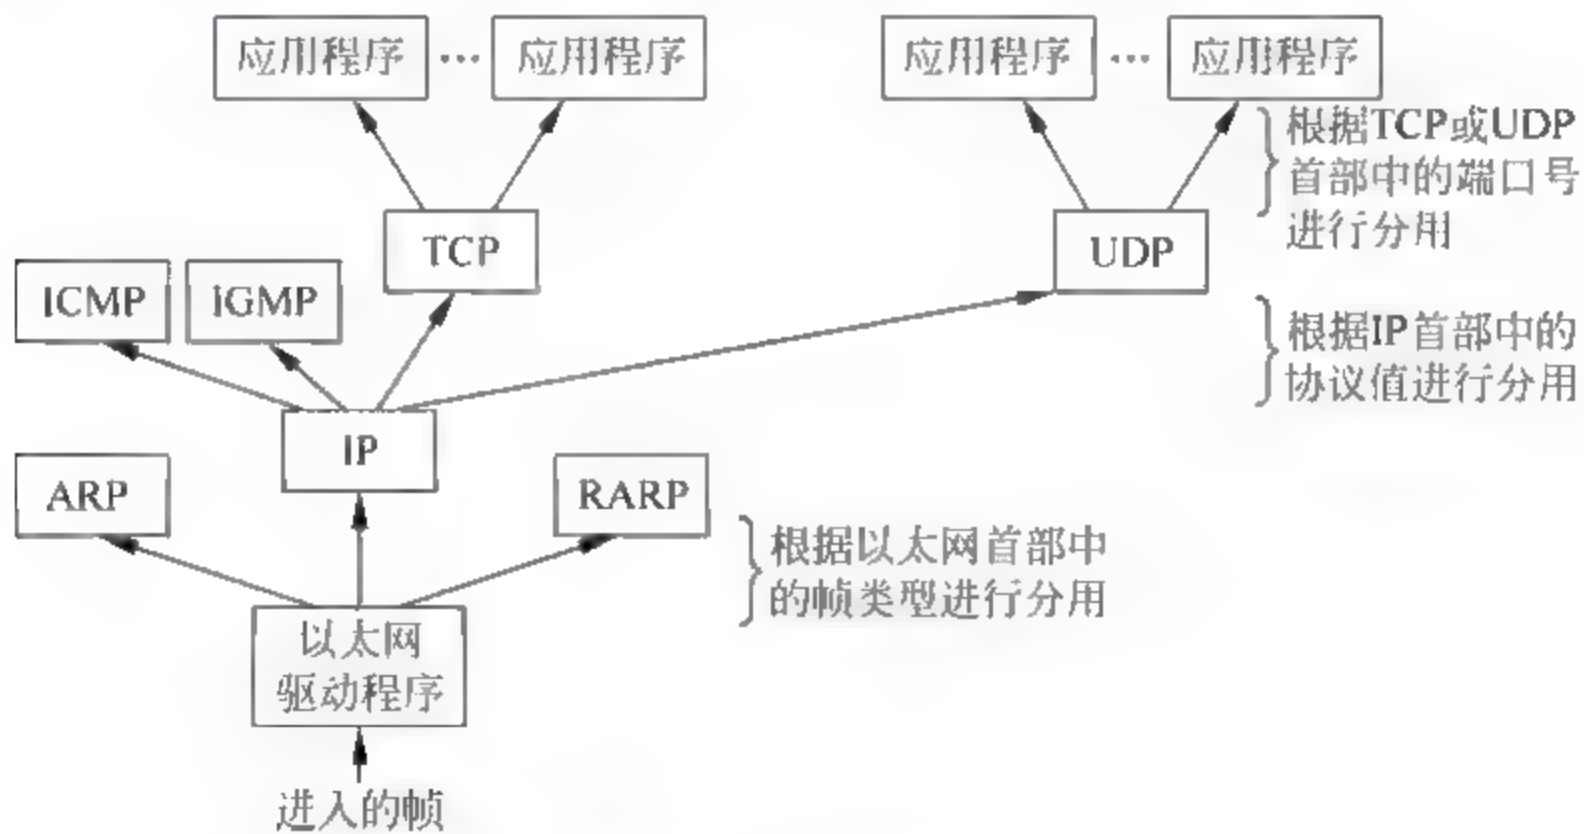 应用程序 … 应用程序 应用程序 … 应用程序
根据TCP或UDP
首部中的端口号
进行分用
TCP
UDP
ICMP
IGMP
根据IP首部中的
协议值进行分用
IP
ARP
RARP
根据以太网首部中
的帧类型进行分用
以太网
驱动程序
进入的帧